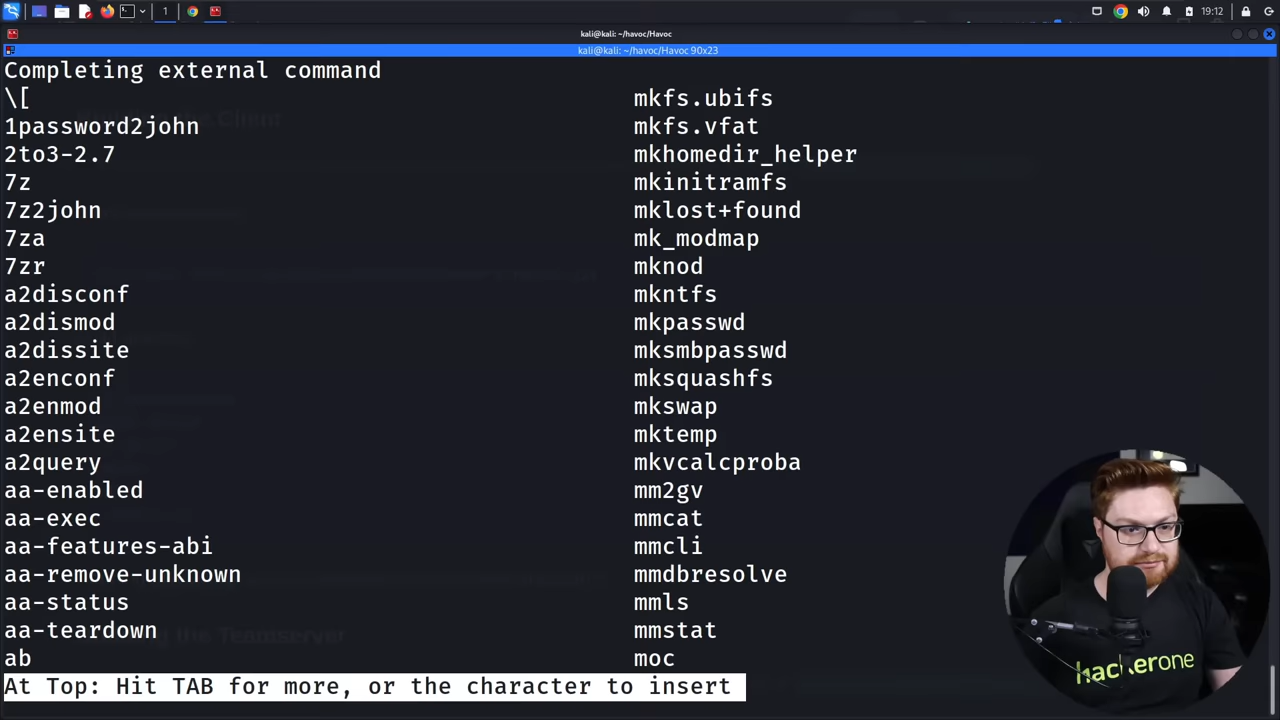 19:12
1
kali@kali: ~/havoc/Havoc
kali@kali: ~/havoc/Havoc 90x23
Completing external command
\[ mkfs.ubifs
1password2john mkfs.vfat
2to3-2.7 mkhomedir_helper
7z mkinitramfs
7z2john mklost+found
7za mk_modmap
7zr mknod
a2disconf mkntfs
a2dismod mkpasswd
a2dissite mksmbpasswd
a2enconf mksquashfs
a2enmod mkswap
a2ensite mktemp
a2query mkvcalcproba
aa-enabled mm2gv
aa-exec mmcat
aa-features-abi mmcli
aa-remove-unknown mmdbresolve
aa-status mmls
aa-teardown mmstat
ab moc
At Top: Hit TAB for more, or the character to insert
hackerone
Client
the Teamserver